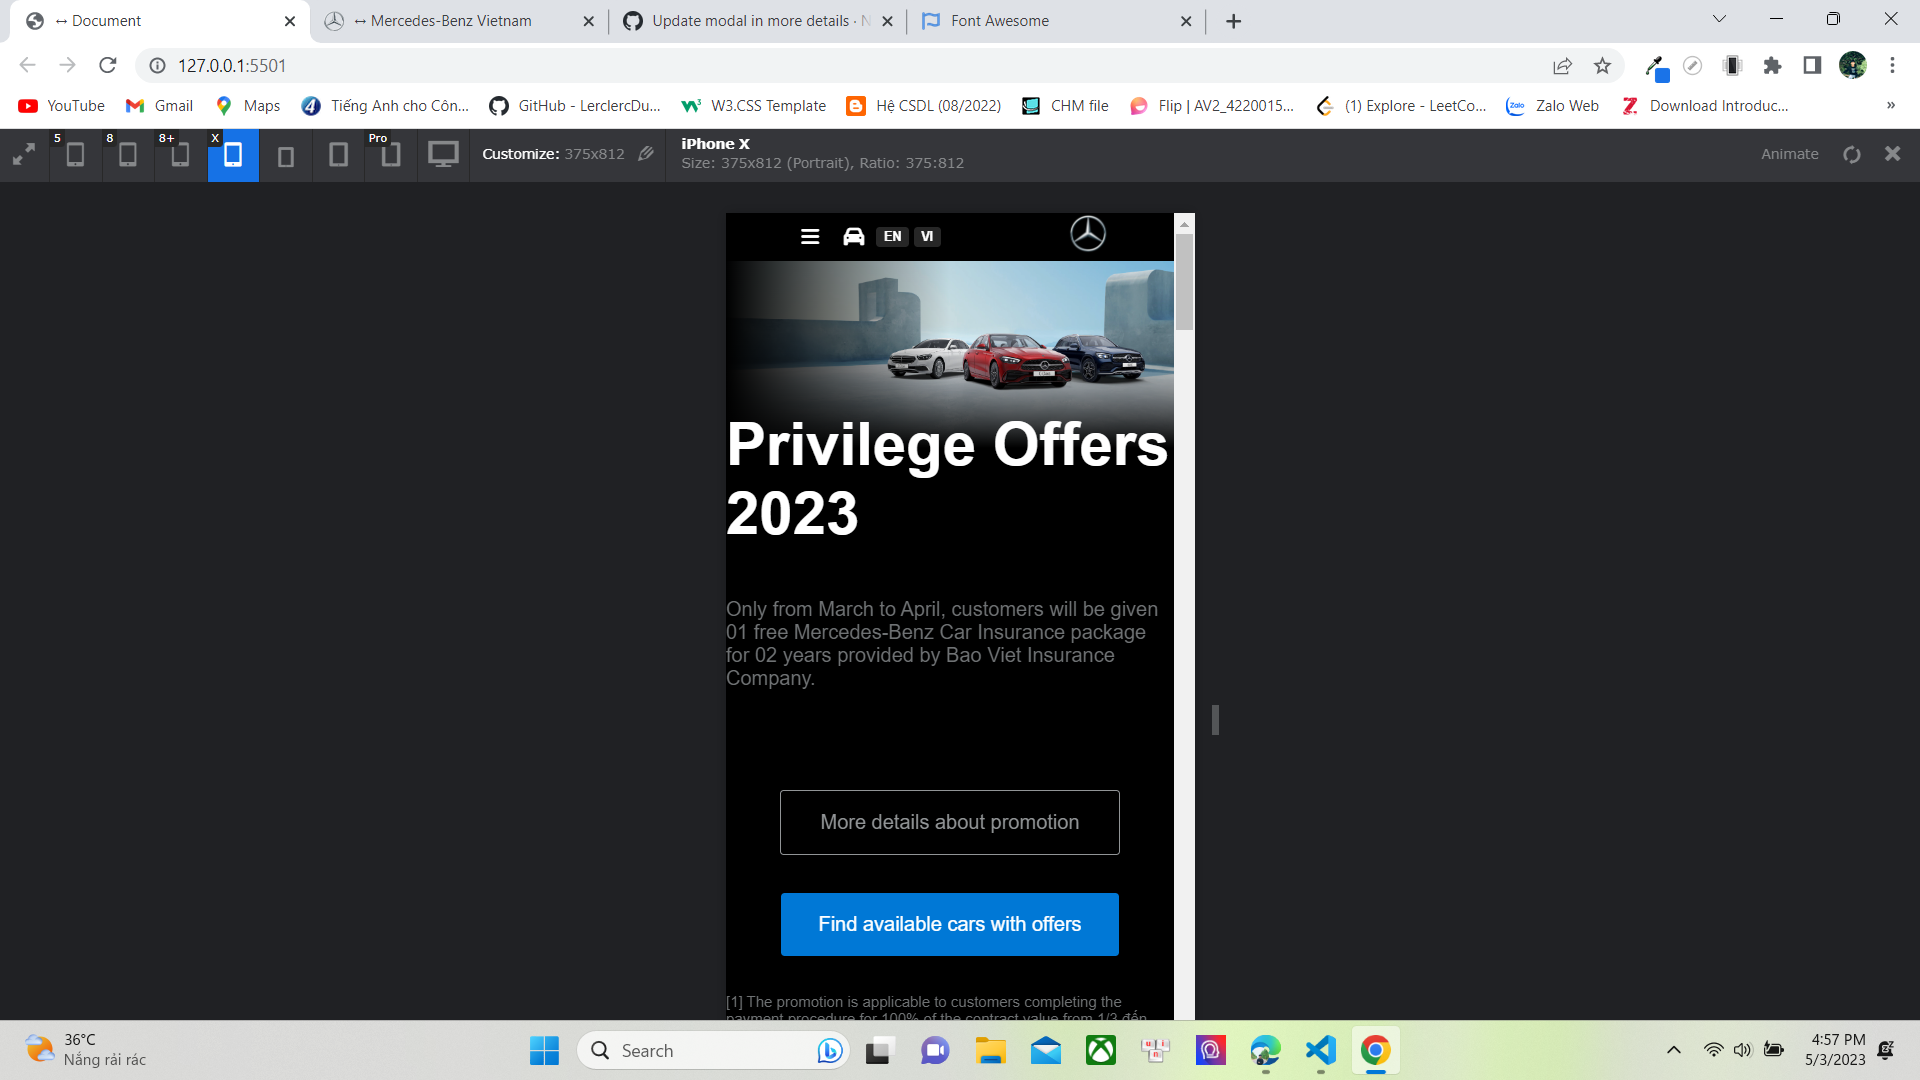 Document
Mercedes-Benz Vietnam
Update modal in more details · N
Font Awesome
127.0.0.1:5501
YouTube
Gmail
Maps
Tiếng Anh cho Côn...
GitHub - LerclercDu...
W3.CSS Template
Hệ CSDL (08/2022)
CHM file
Flip | AV2_4220015...
(1) Explore - LeetCo...
Zalo Web
Download Introduc...
»
5
8
8+
X
Pro
Customize: 375x812
iPhone X
Size: 375x812 (Portrait), Ratio: 375:812
Animate
EN
VI
Privilege Offers
2023
Only from March to April, customers will be given
01 free Mercedes-Benz Car Insurance package
for 02 years provided by Bao Viet Insurance
Company.
More details about promotion
Find available cars with offers
[1] The promotion is applicable to customers completing the
payment procedure for 100% of the contract value from 1/3 đến
36°C
Nắng rải rác
Search
4:57 PM
5/3/2023